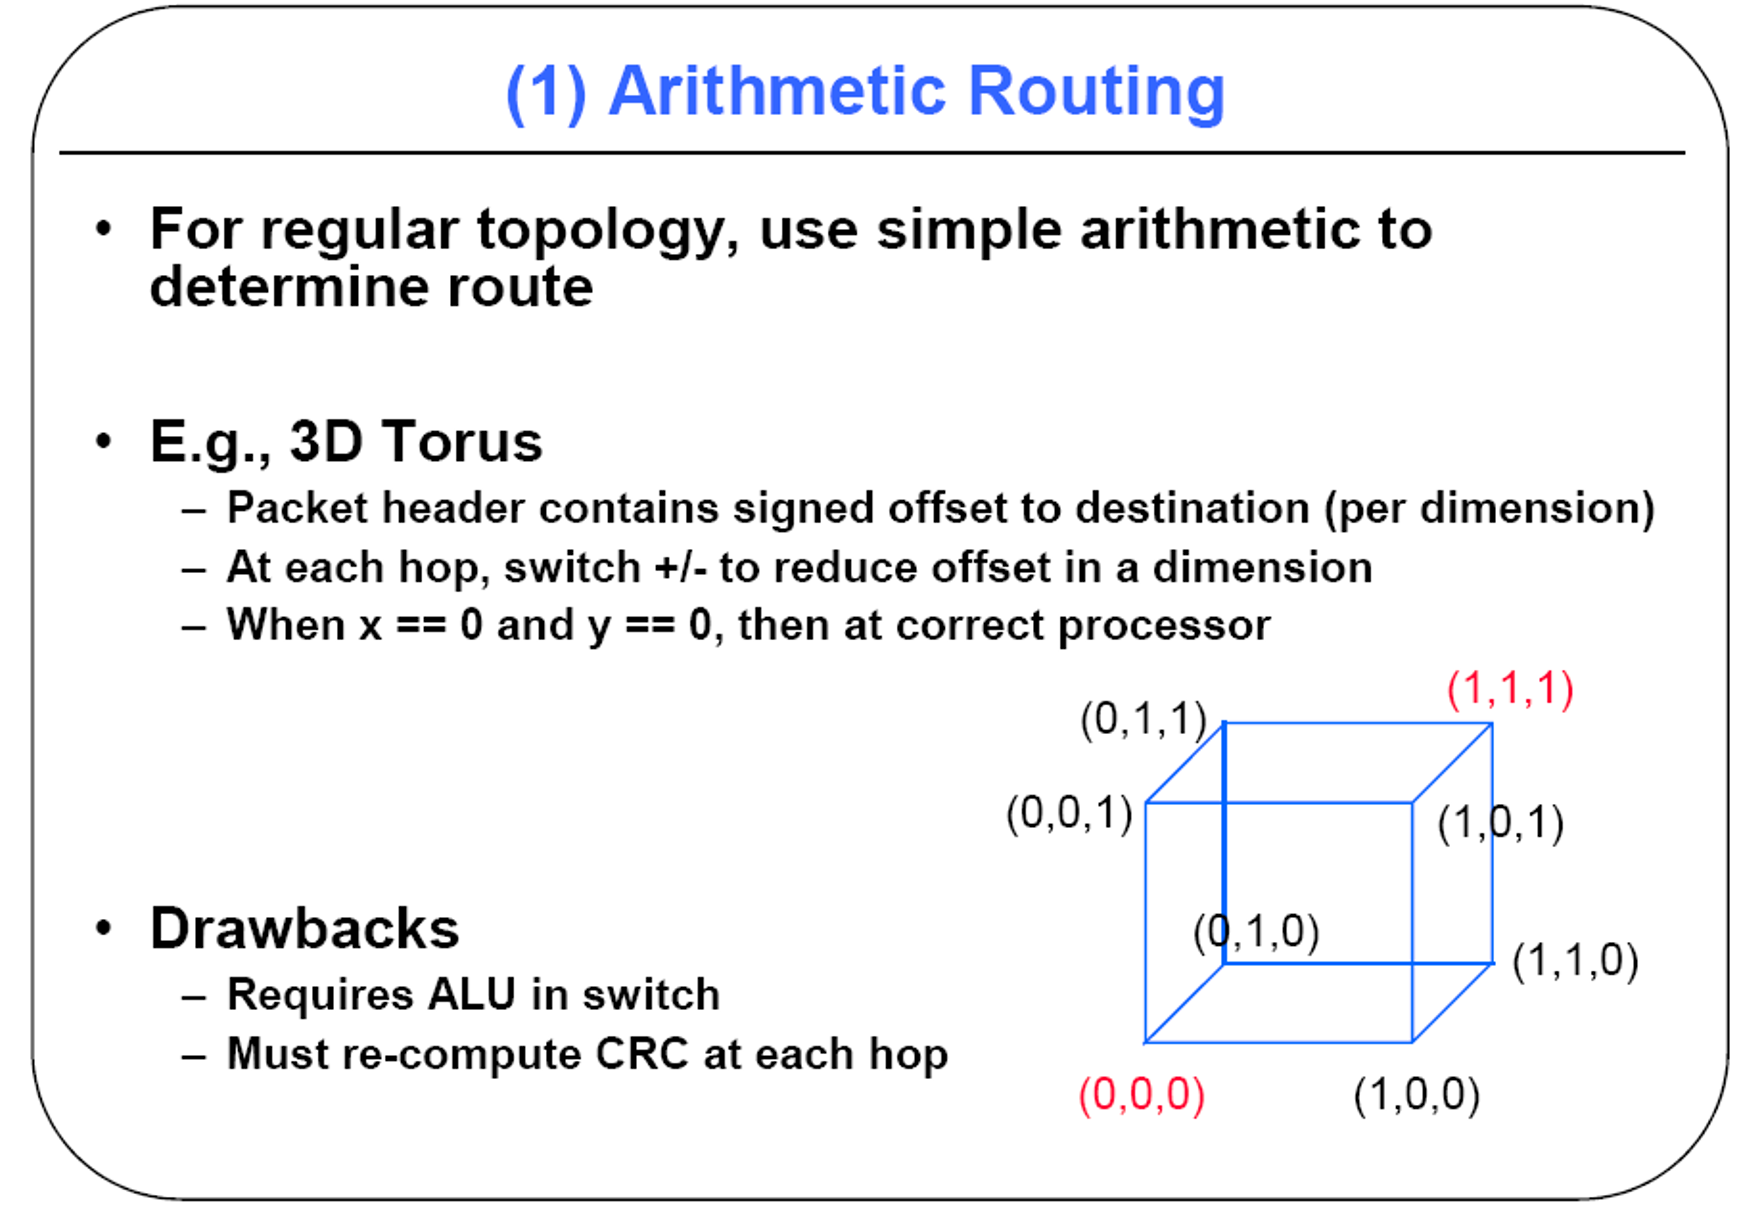 (1) Arithmetic Routing
• For regular topology, use simple arithmetic to
determine route
• E.g., 3D Torus
– Packet header contains signed offset to destination (per dimension)
– At each hop, switch +/- to reduce offset in a dimension
– When x == 0 and y == 0, then at correct processor
(1,1,1)
(0,1,1)
(0,0,1)
(1,0,1)
(0,1,0)
(1,1,0)
(0,0,0)
(1,0,0)
• Drawbacks
– Requires ALU in switch
– Must re-compute CRC at each hop